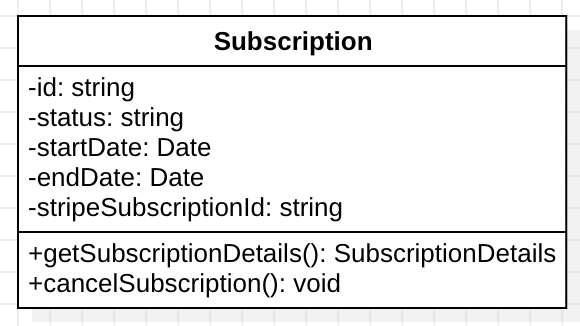 Subscription
-id: string
-status: string
-startDate: Date
-endDate: Date
-stripeSubscriptionId: string
+getSubscriptionDetails(): SubscriptionDetails
+cancelSubscription(): void